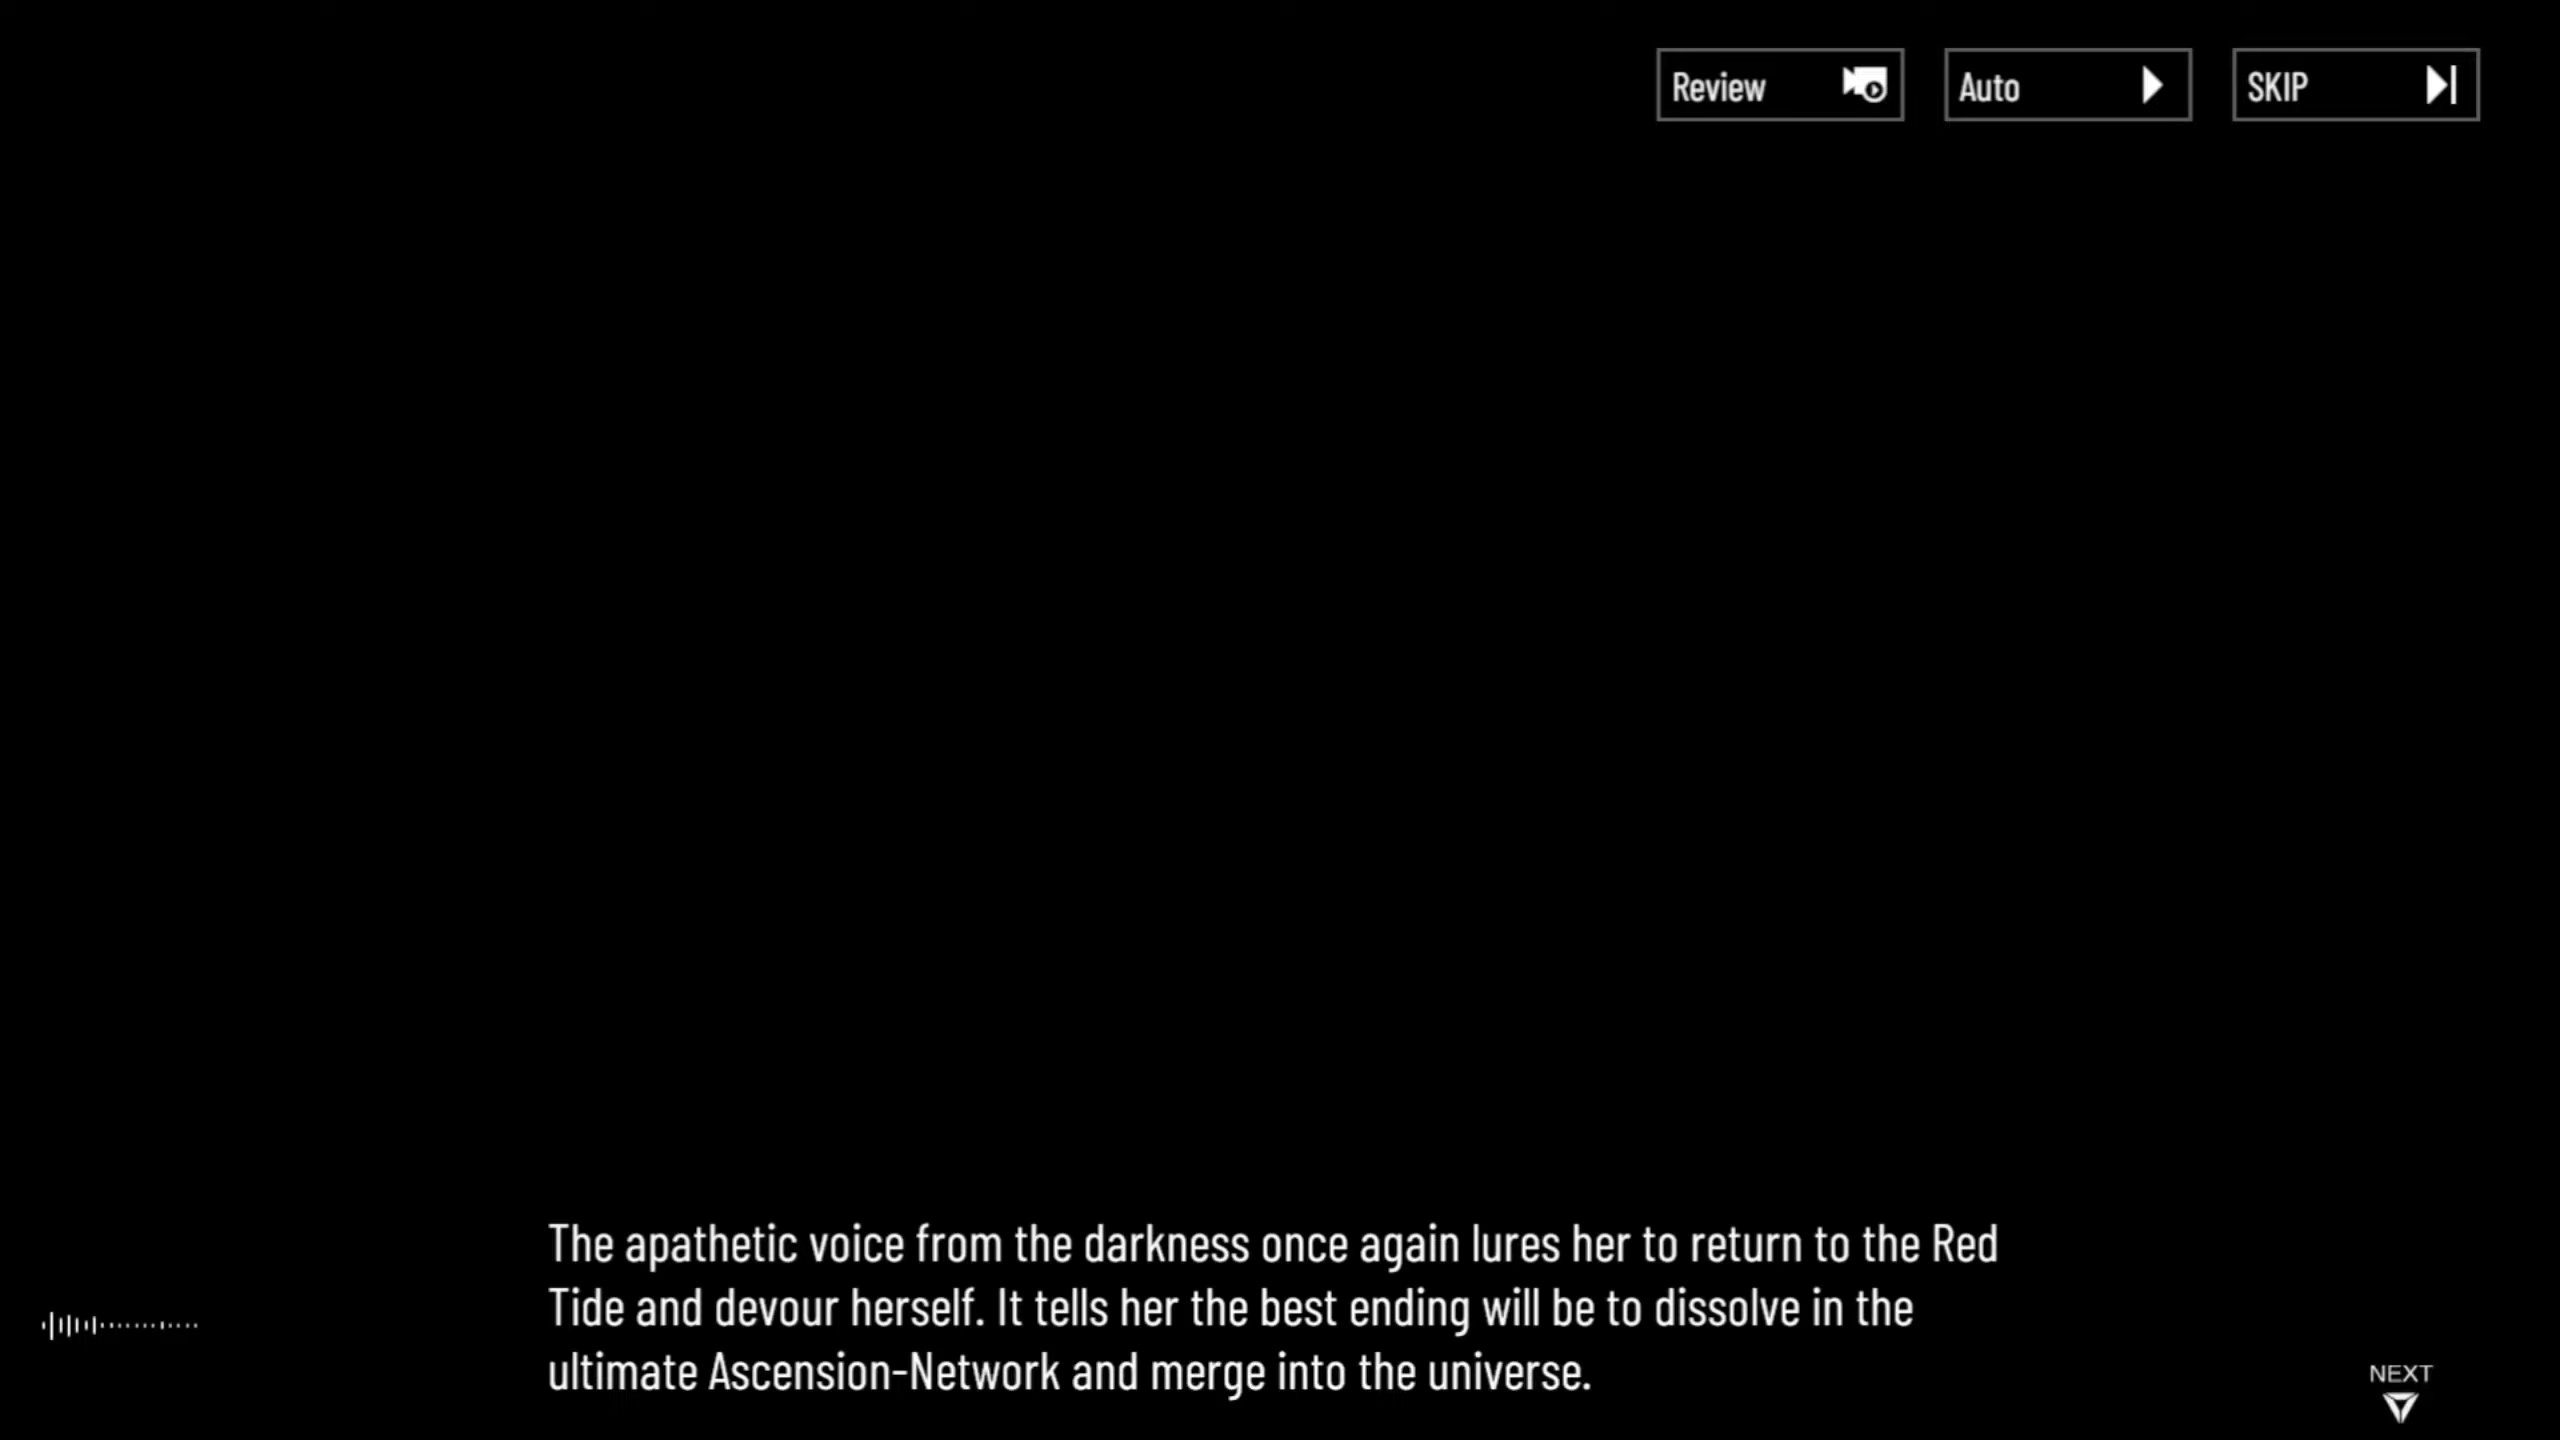 Review
Auto
SKIP
The apathetic voice from the darkness once again lures her to return to the Red
Tide and devour herself. It tells her the best ending will be to dissolve in the
ultimate Ascension-Network and merge into the universe.
NEXT